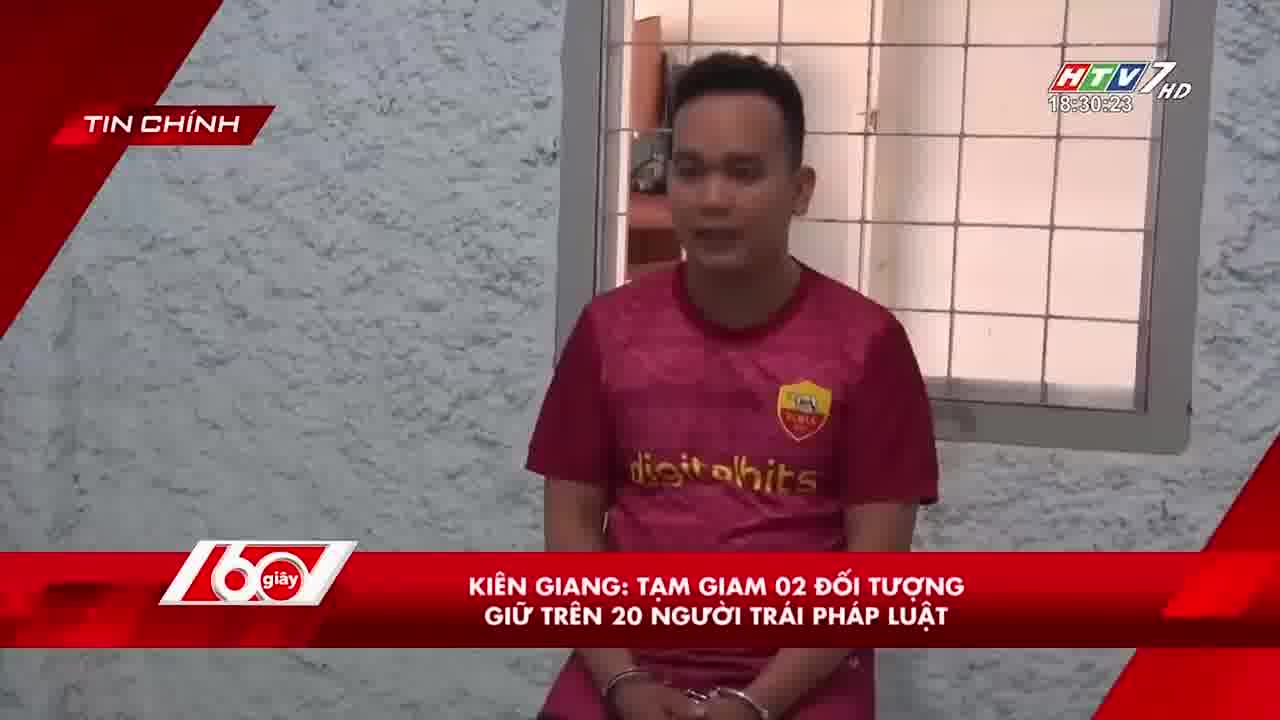 TIN CHÍNH
HTV7 HD
18:30:23
ROMA
digitalbits
60 giây
KIÊN GIANG: TẠM GIAM 02 ĐỐI TƯỢNG
GIỮ TRÊN 20 NGƯỜI TRÁI PHÁP LUẬT